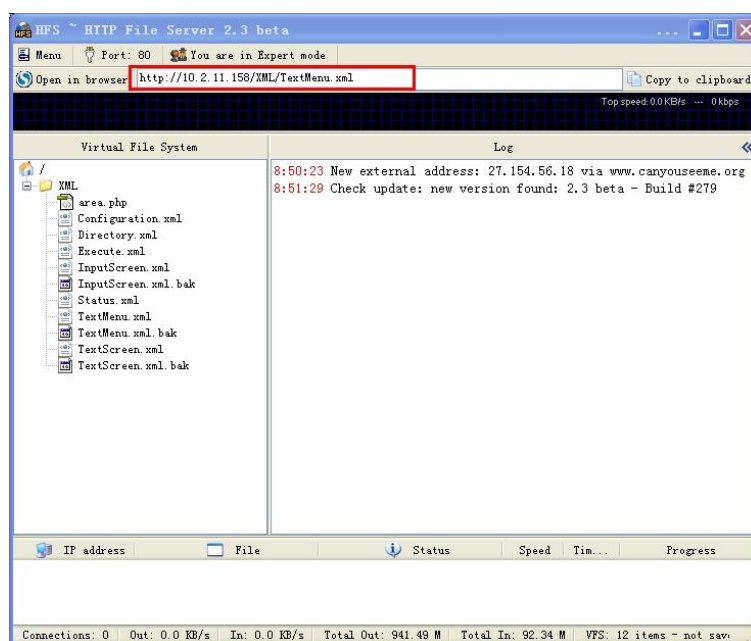 HFS ~ HTTP File Server 2.3 beta ...
Menu Port: 80 You are in Expert mode
Open in browser http://10.2.11.158/XML/TextMenu.xml Copy to clipboard
Top speed: 0.0 KB/s --- 0 kbps
Virtual File System
/
XML
area.php
Configuration.xml
Directory.xml
Execute.xml
InputScreen.xml
InputScreen.xml.bak
Status.xml
TextMenu.xml
TextMenu.xml.bak
TextScreen.xml
TextScreen.xml.bak
Log
8:50:23 New external address: 27.154.56.18 via www.canyouseeme.org
8:51:29 Check update: new version found: 2.3 beta - Build #279
IP address File Status Speed Tim... Progress
Connections: 0 Out: 0.0 KB/s In: 0.0 KB/s Total Out: 941.49 M Total In: 92.34 M VFS: 12 items - not sav